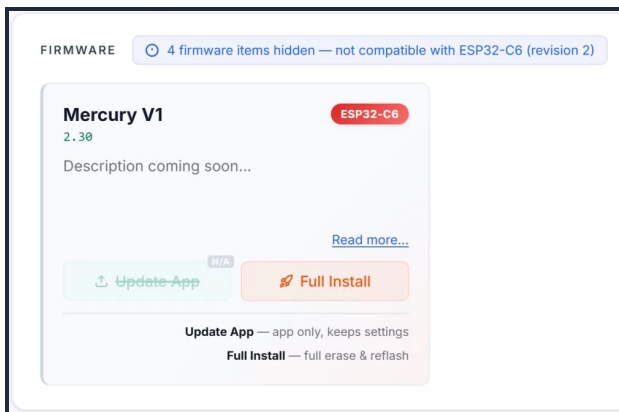 FIRMWARE
4 firmware items hidden — not compatible with ESP32-C6 (revision 2)
Mercury V1
ESP32-C6
2.30
Description coming soon...
Read more...
N/A
Update App
Full Install
Update App — app only, keeps settings
Full Install — full erase & reflash